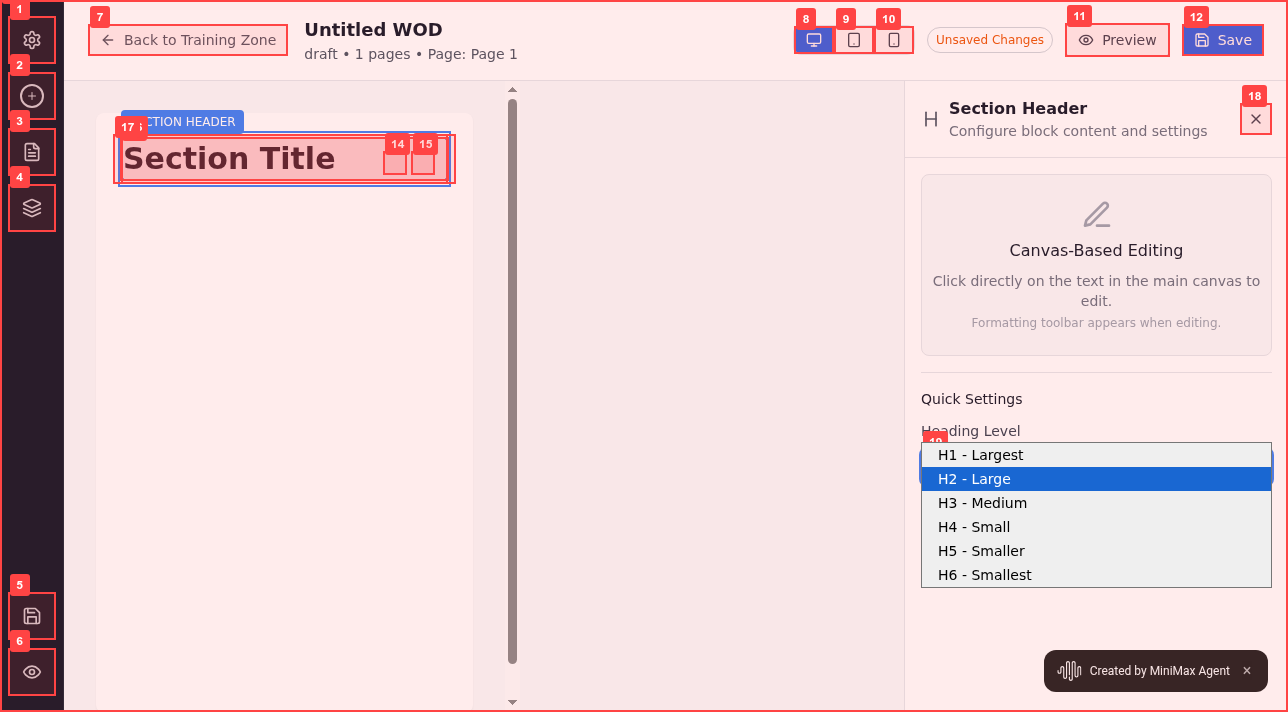 1
2
3
4
5
6
7
Back to Training Zone
Untitled WOD
draft • 1 pages • Page: Page 1
8
9
10
Unsaved Changes
11
Preview
12
Save
CTION HEADER
17
Section Title
14
15
Section Header
Configure block content and settings
18
Canvas-Based Editing
Click directly on the text in the main canvas to
edit.
Formatting toolbar appears when editing.
Quick Settings
Heading Level
H1 - Largest
H2 - Large
H3 - Medium
H4 - Small
H5 - Smaller
H6 - Smallest
Created by MiniMax Agent